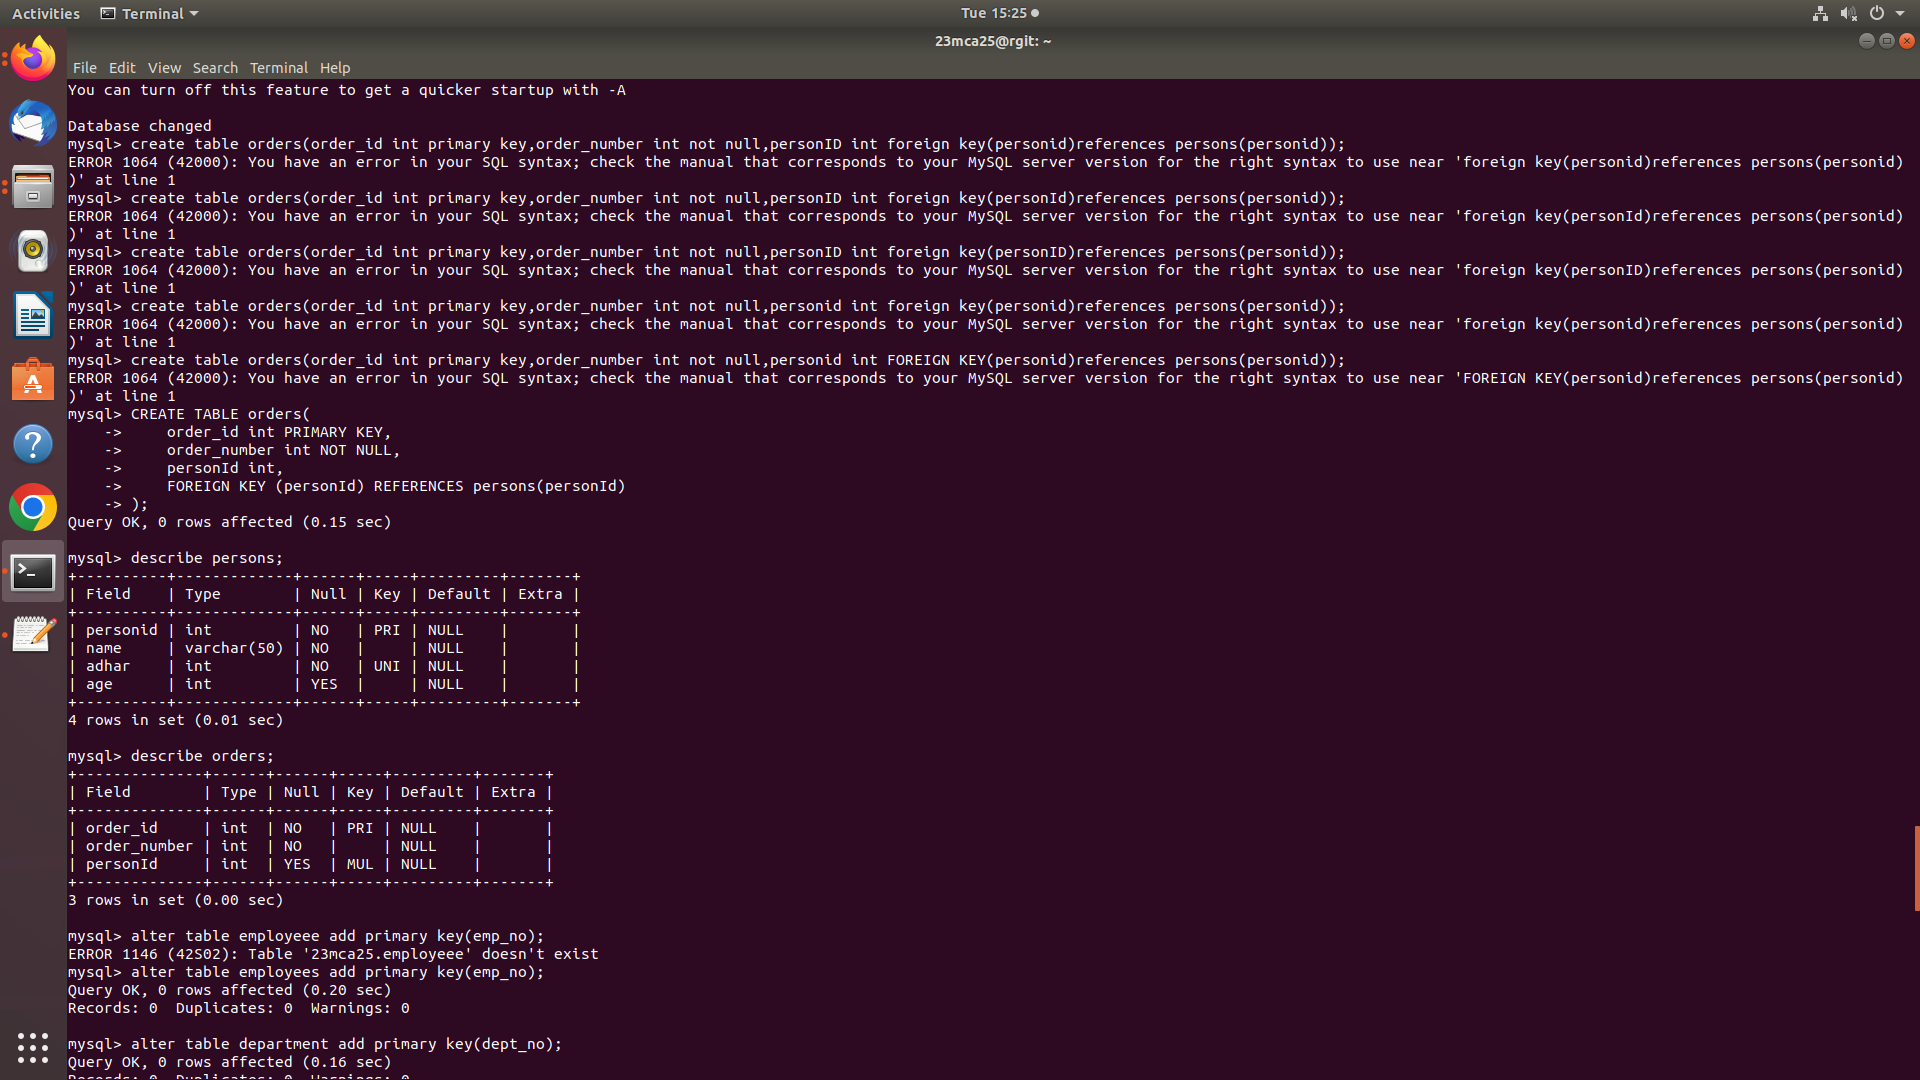 Activities Terminal Tue 15:25
23mca25@rgit: ~
File Edit View Search Terminal Help
You can turn off this feature to get a quicker startup with -A
Database changed
mysql> create table orders(order_id int primary key,order_number int not null,personID int foreign key(personid)references persons(personid));
ERROR 1064 (42000): You have an error in your SQL syntax; check the manual that corresponds to your MySQL server version for the right syntax to use near 'foreign key(personid)references persons(personid)
)' at line 1
mysql> create table orders(order_id int primary key,order_number int not null,personID int foreign key(personId)references persons(personid));
ERROR 1064 (42000): You have an error in your SQL syntax; check the manual that corresponds to your MySQL server version for the right syntax to use near 'foreign key(personId)references persons(personid)
)' at line 1
mysql> create table orders(order_id int primary key,order_number int not null,personID int foreign key(personID)references persons(personid));
ERROR 1064 (42000): You have an error in your SQL syntax; check the manual that corresponds to your MySQL server version for the right syntax to use near 'foreign key(personID)references persons(personid)
)' at line 1
mysql> create table orders(order_id int primary key,order_number int not null,personid int foreign key(personid)references persons(personid));
ERROR 1064 (42000): You have an error in your SQL syntax; check the manual that corresponds to your MySQL server version for the right syntax to use near 'foreign key(personid)references persons(personid)
)' at line 1
mysql> create table orders(order_id int primary key,order_number int not null,personid int FOREIGN KEY(personid)references persons(personid));
ERROR 1064 (42000): You have an error in your SQL syntax; check the manual that corresponds to your MySQL server version for the right syntax to use near 'FOREIGN KEY(personid)references persons(personid)
)' at line 1
mysql> CREATE TABLE orders(
    ->     order_id int PRIMARY KEY,
    ->     order_number int NOT NULL,
    ->     personId int,
    ->     FOREIGN KEY (personId) REFERENCES persons(personId)
    -> );
Query OK, 0 rows affected (0.15 sec)
mysql> describe persons;
+----------+-------------+------+-----+---------+-------+
| Field    | Type        | Null | Key | Default | Extra |
+----------+-------------+------+-----+---------+-------+
| personid | int         | NO   | PRI | NULL    |       |
| name     | varchar(50) | NO   |     | NULL    |       |
| adhar    | int         | NO   | UNI | NULL    |       |
| age      | int         | YES  |     | NULL    |       |
+----------+-------------+------+-----+---------+-------+
4 rows in set (0.01 sec)
mysql> describe orders;
+--------------+------+------+-----+---------+-------+
| Field        | Type | Null | Key | Default | Extra |
+--------------+------+------+-----+---------+-------+
| order_id     | int  | NO   | PRI | NULL    |       |
| order_number | int  | NO   |     | NULL    |       |
| personId     | int  | YES  | MUL | NULL    |       |
+--------------+------+------+-----+---------+-------+
3 rows in set (0.00 sec)
mysql> alter table employeee add primary key(emp_no);
ERROR 1146 (42S02): Table '23mca25.employeee' doesn't exist
mysql> alter table employees add primary key(emp_no);
Query OK, 0 rows affected (0.20 sec)
Records: 0  Duplicates: 0  Warnings: 0
mysql> alter table department add primary key(dept_no);
Query OK, 0 rows affected (0.16 sec)
Records: 0  Duplicates: 0  Warnings: 0